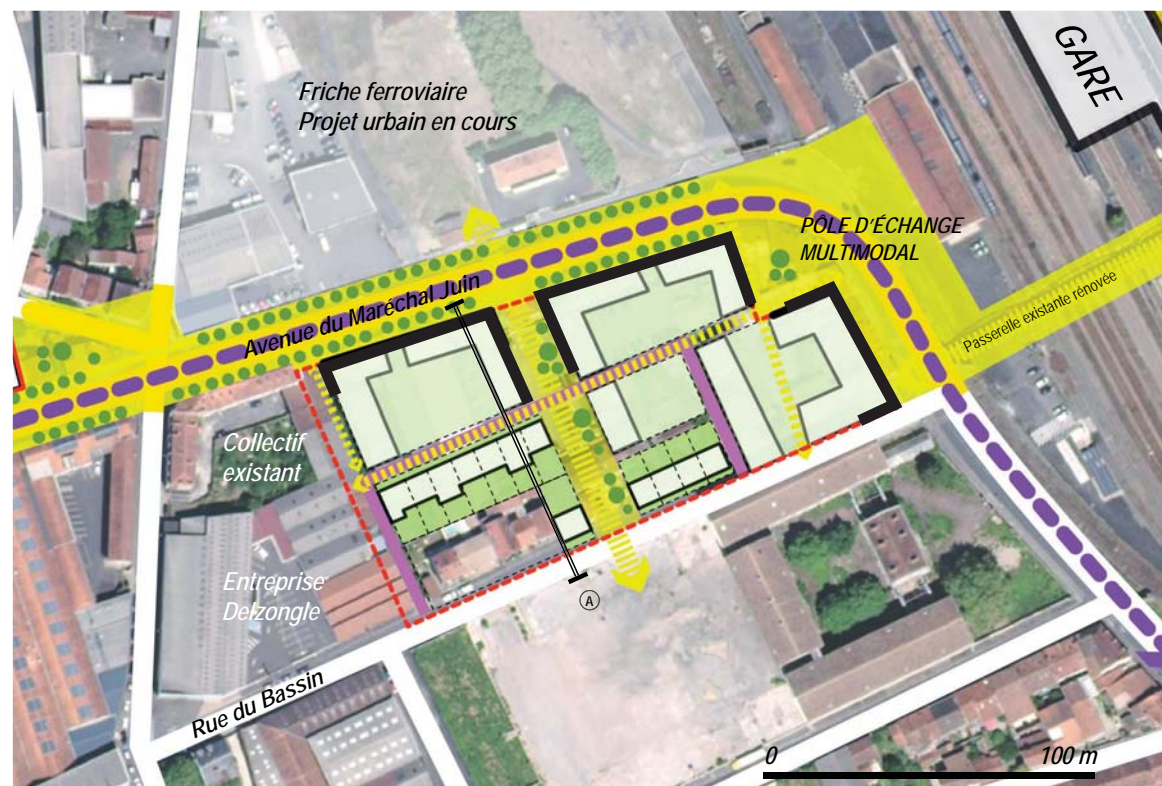 GARE
Friche ferroviaire
Projet urbain en cours
PÔLE D'ÉCHANGE
MULTIMODAL
Avenue du Maréchal Juin
Passerelle existante rénovée
Collectif
existant
Entreprise
Delzongle
A
Rue du Bassin
0 100 m